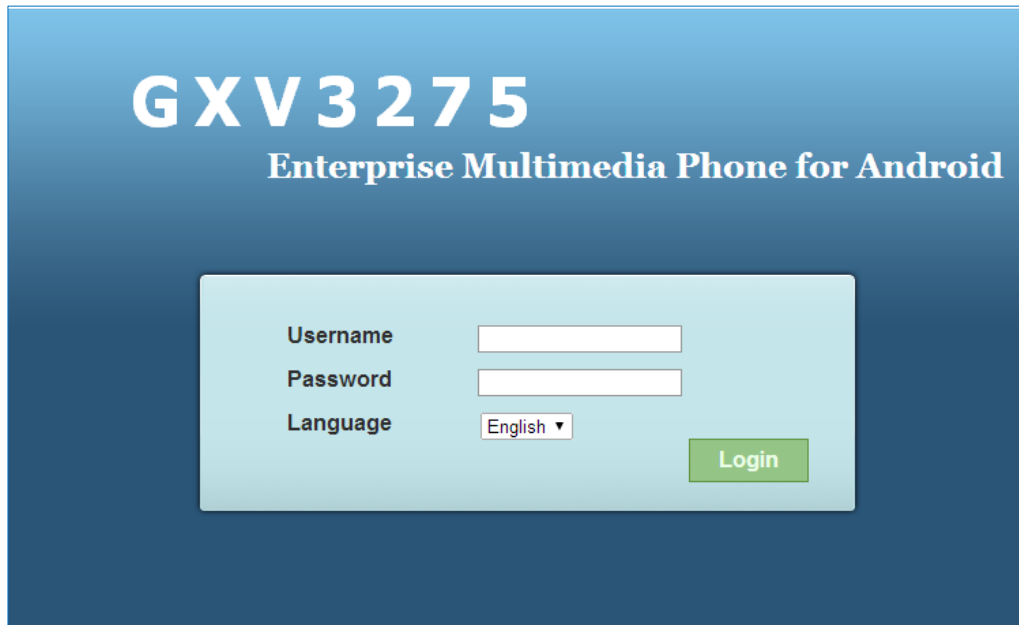 GXV3275
Enterprise Multimedia Phone for Android
Username
Password
Language English
Login